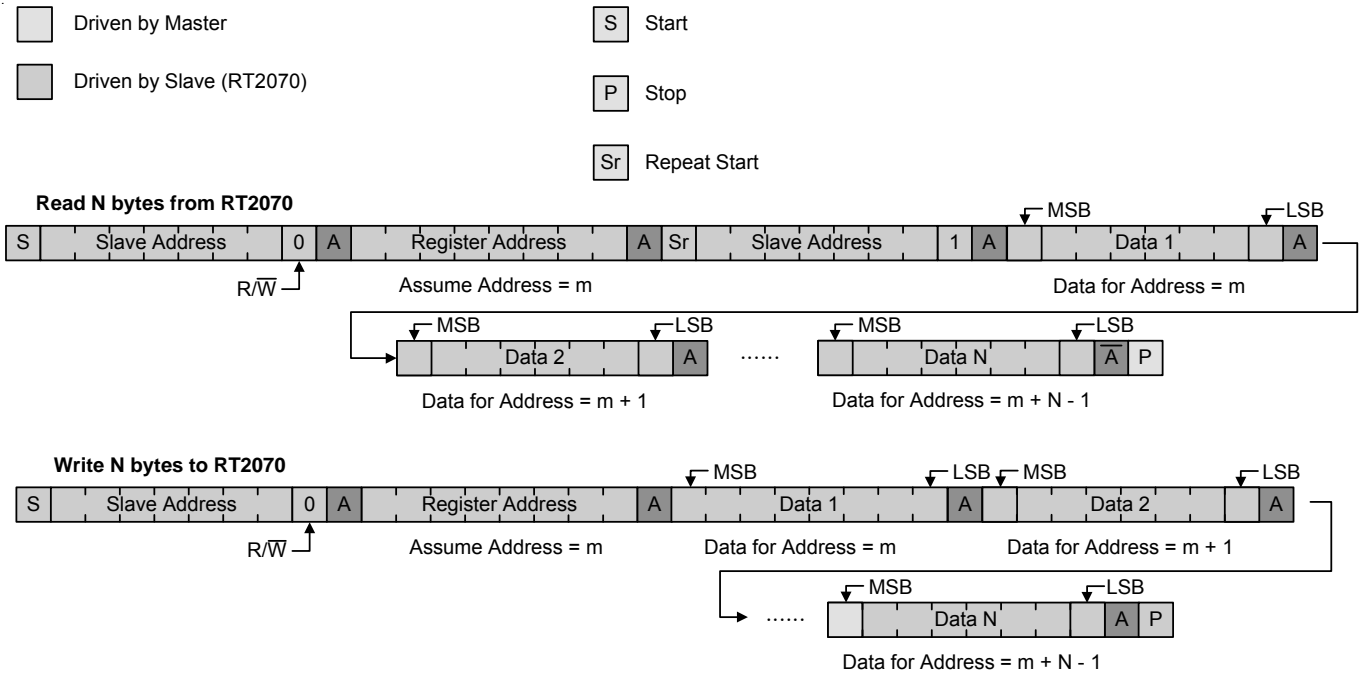 Driven by Master
S Start
Driven by Slave (RT2070)
P Stop
Sr Repeat Start
Read N bytes from RT2070
MSB LSB
S Slave Address 0 A Register Address A Sr Slave Address 1 A Data 1 A
R/W̅ Assume Address = m Data for Address = m
MSB LSB MSB LSB
Data 2 A ...... Data N A̅ P
Data for Address = m + 1 Data for Address = m + N - 1
Write N bytes to RT2070
MSB LSB MSB LSB
S Slave Address 0 A Register Address A Data 1 A Data 2 A
R/W̅ Assume Address = m Data for Address = m Data for Address = m + 1
MSB LSB
...... Data N A P
Data for Address = m + N - 1